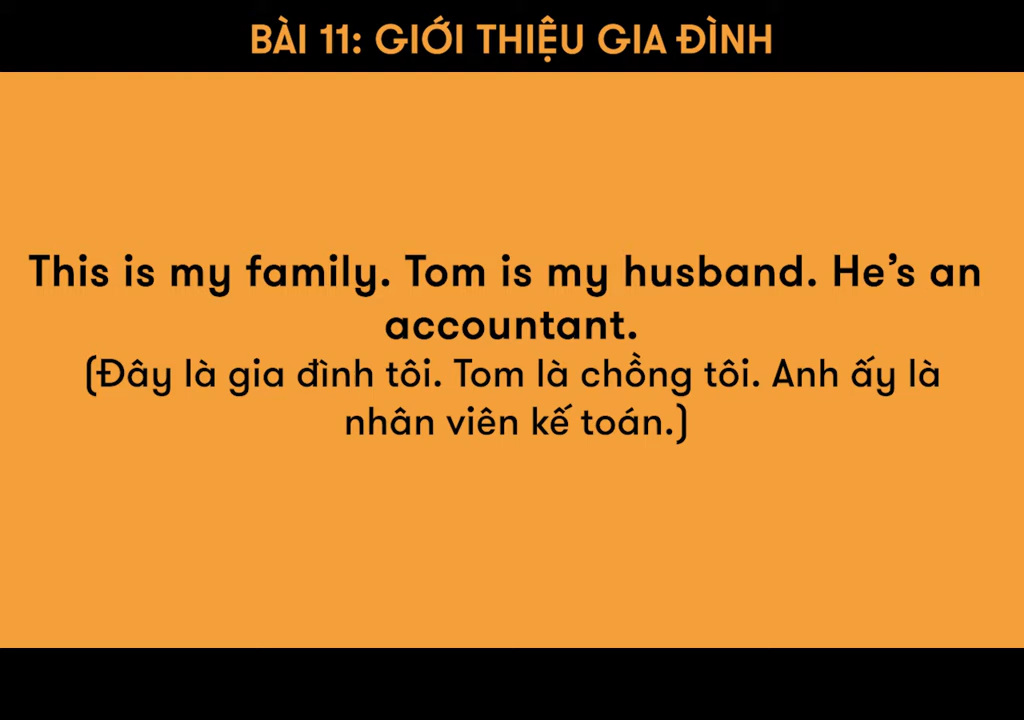 BÀI 11: GIỚI THIỆU GIA ĐÌNH
This is my family. Tom is my husband. He’s an
accountant.
(Đây là gia đình tôi. Tom là chồng tôi. Anh ấy là
nhân viên kế toán.)